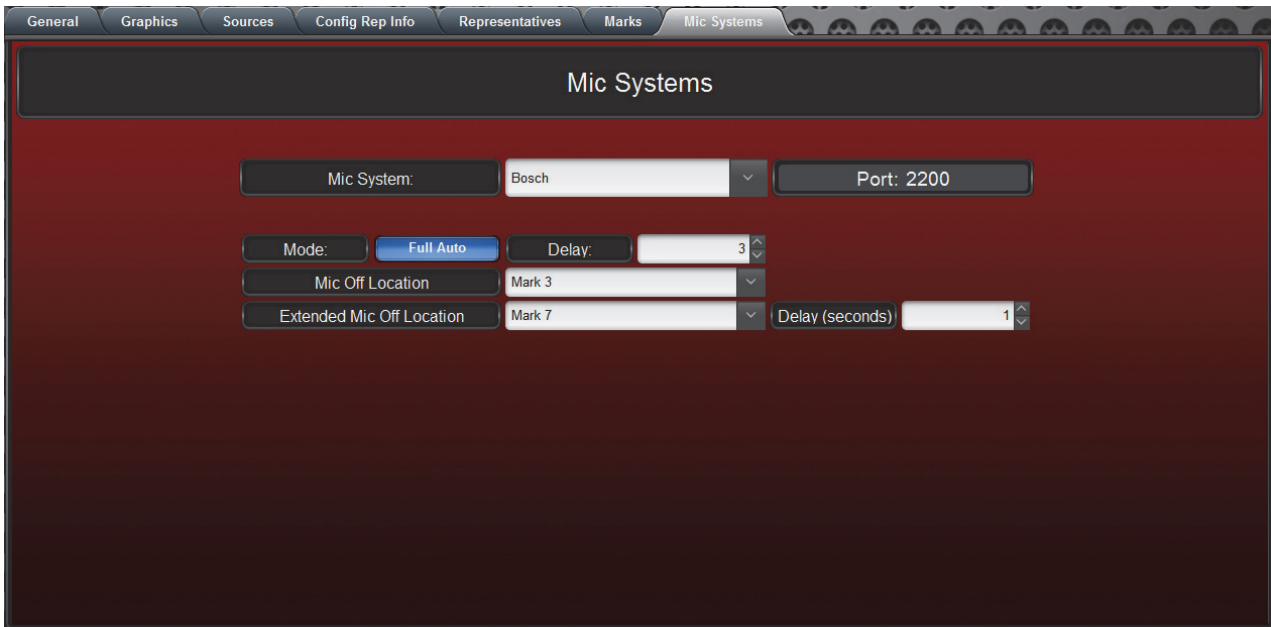 General Graphics Sources Config Rep Info Representatives Marks Mic Systems
Mic Systems
Mic System: Bosch Port: 2200
Mode: Full Auto Delay: 3
Mic Off Location Mark 3
Extended Mic Off Location Mark 7 Delay (seconds) 1